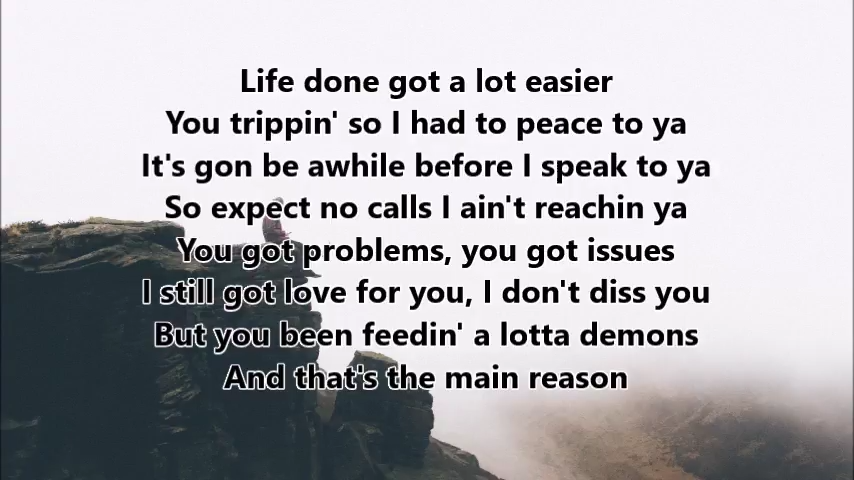 Life done got a lot easier
You trippin' so I had to peace to ya
It's gon be awhile before I speak to ya
So expect no calls I ain't reachin ya
You got problems, you got issues
I still got love for you, I don't diss you
But you been feedin' a lotta demons
And that's the main reason